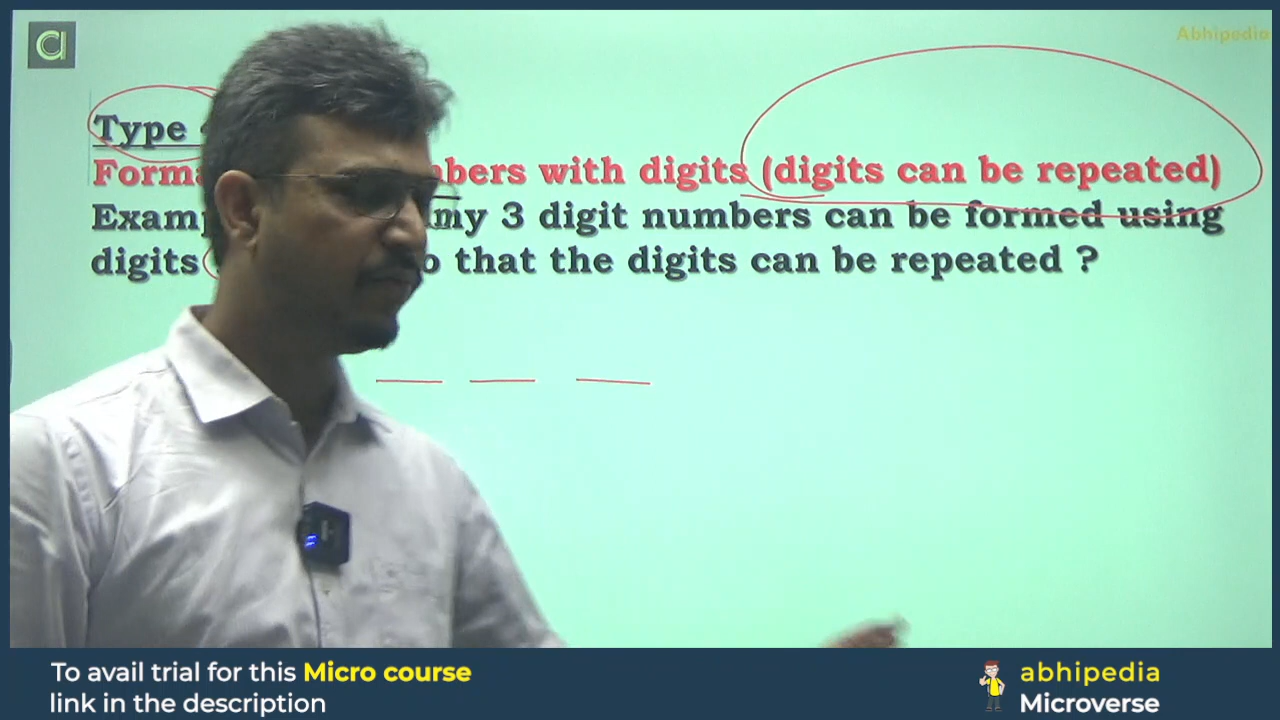 Abhipedia
Type
Forma bers with digits (digits can be repeated)
Examp my 3 digit numbers can be formed using
digits o that the digits can be repeated ?
To avail trial for this Micro course
link in the description
abhipedia
Microverse